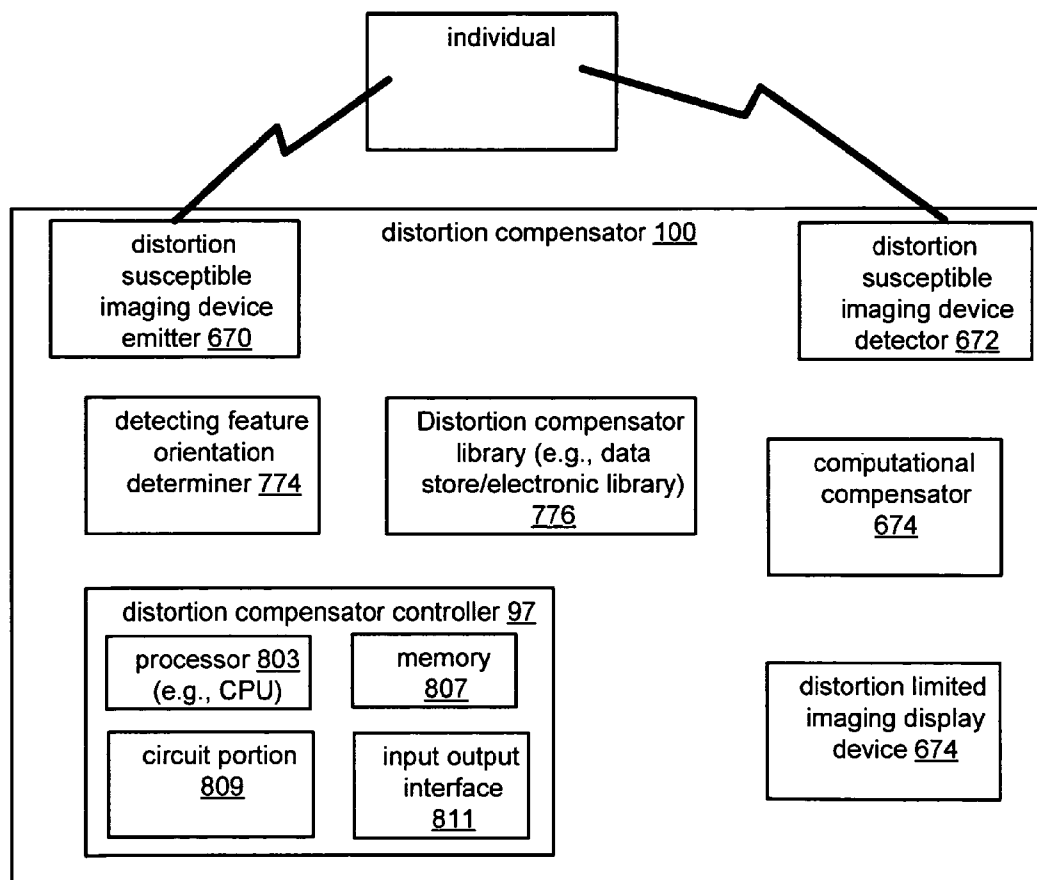 individual
distortion compensator 100
distortion
susceptible
imaging device
emitter 670
distortion
susceptible
imaging device
detector 672
detecting feature
orientation
determiner 774
Distortion compensator
library (e.g., data
store/electronic library)
776
computational
compensator
674
distortion compensator controller 97
processor 803
(e.g., CPU)
memory
807
circuit portion
809
input output
interface
811
distortion limited
imaging display
device 674